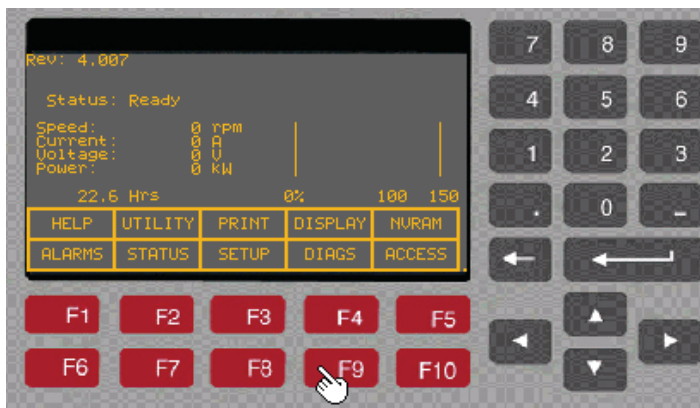 Rev: 4.007
Status: Ready
Speed: 0 rpm
Current: 0 A
Voltage: 0 V
Power: 0 kW
22.6 Hrs 0% 100 150
HELP UTILITY PRINT DISPLAY NVRAM
ALARMS STATUS SETUP DIAGS ACCESS
F1 F2 F3 F4 F5
F6 F7 F8 F9 F10
7 8 9
4 5 6
1 2 3
. 0 -